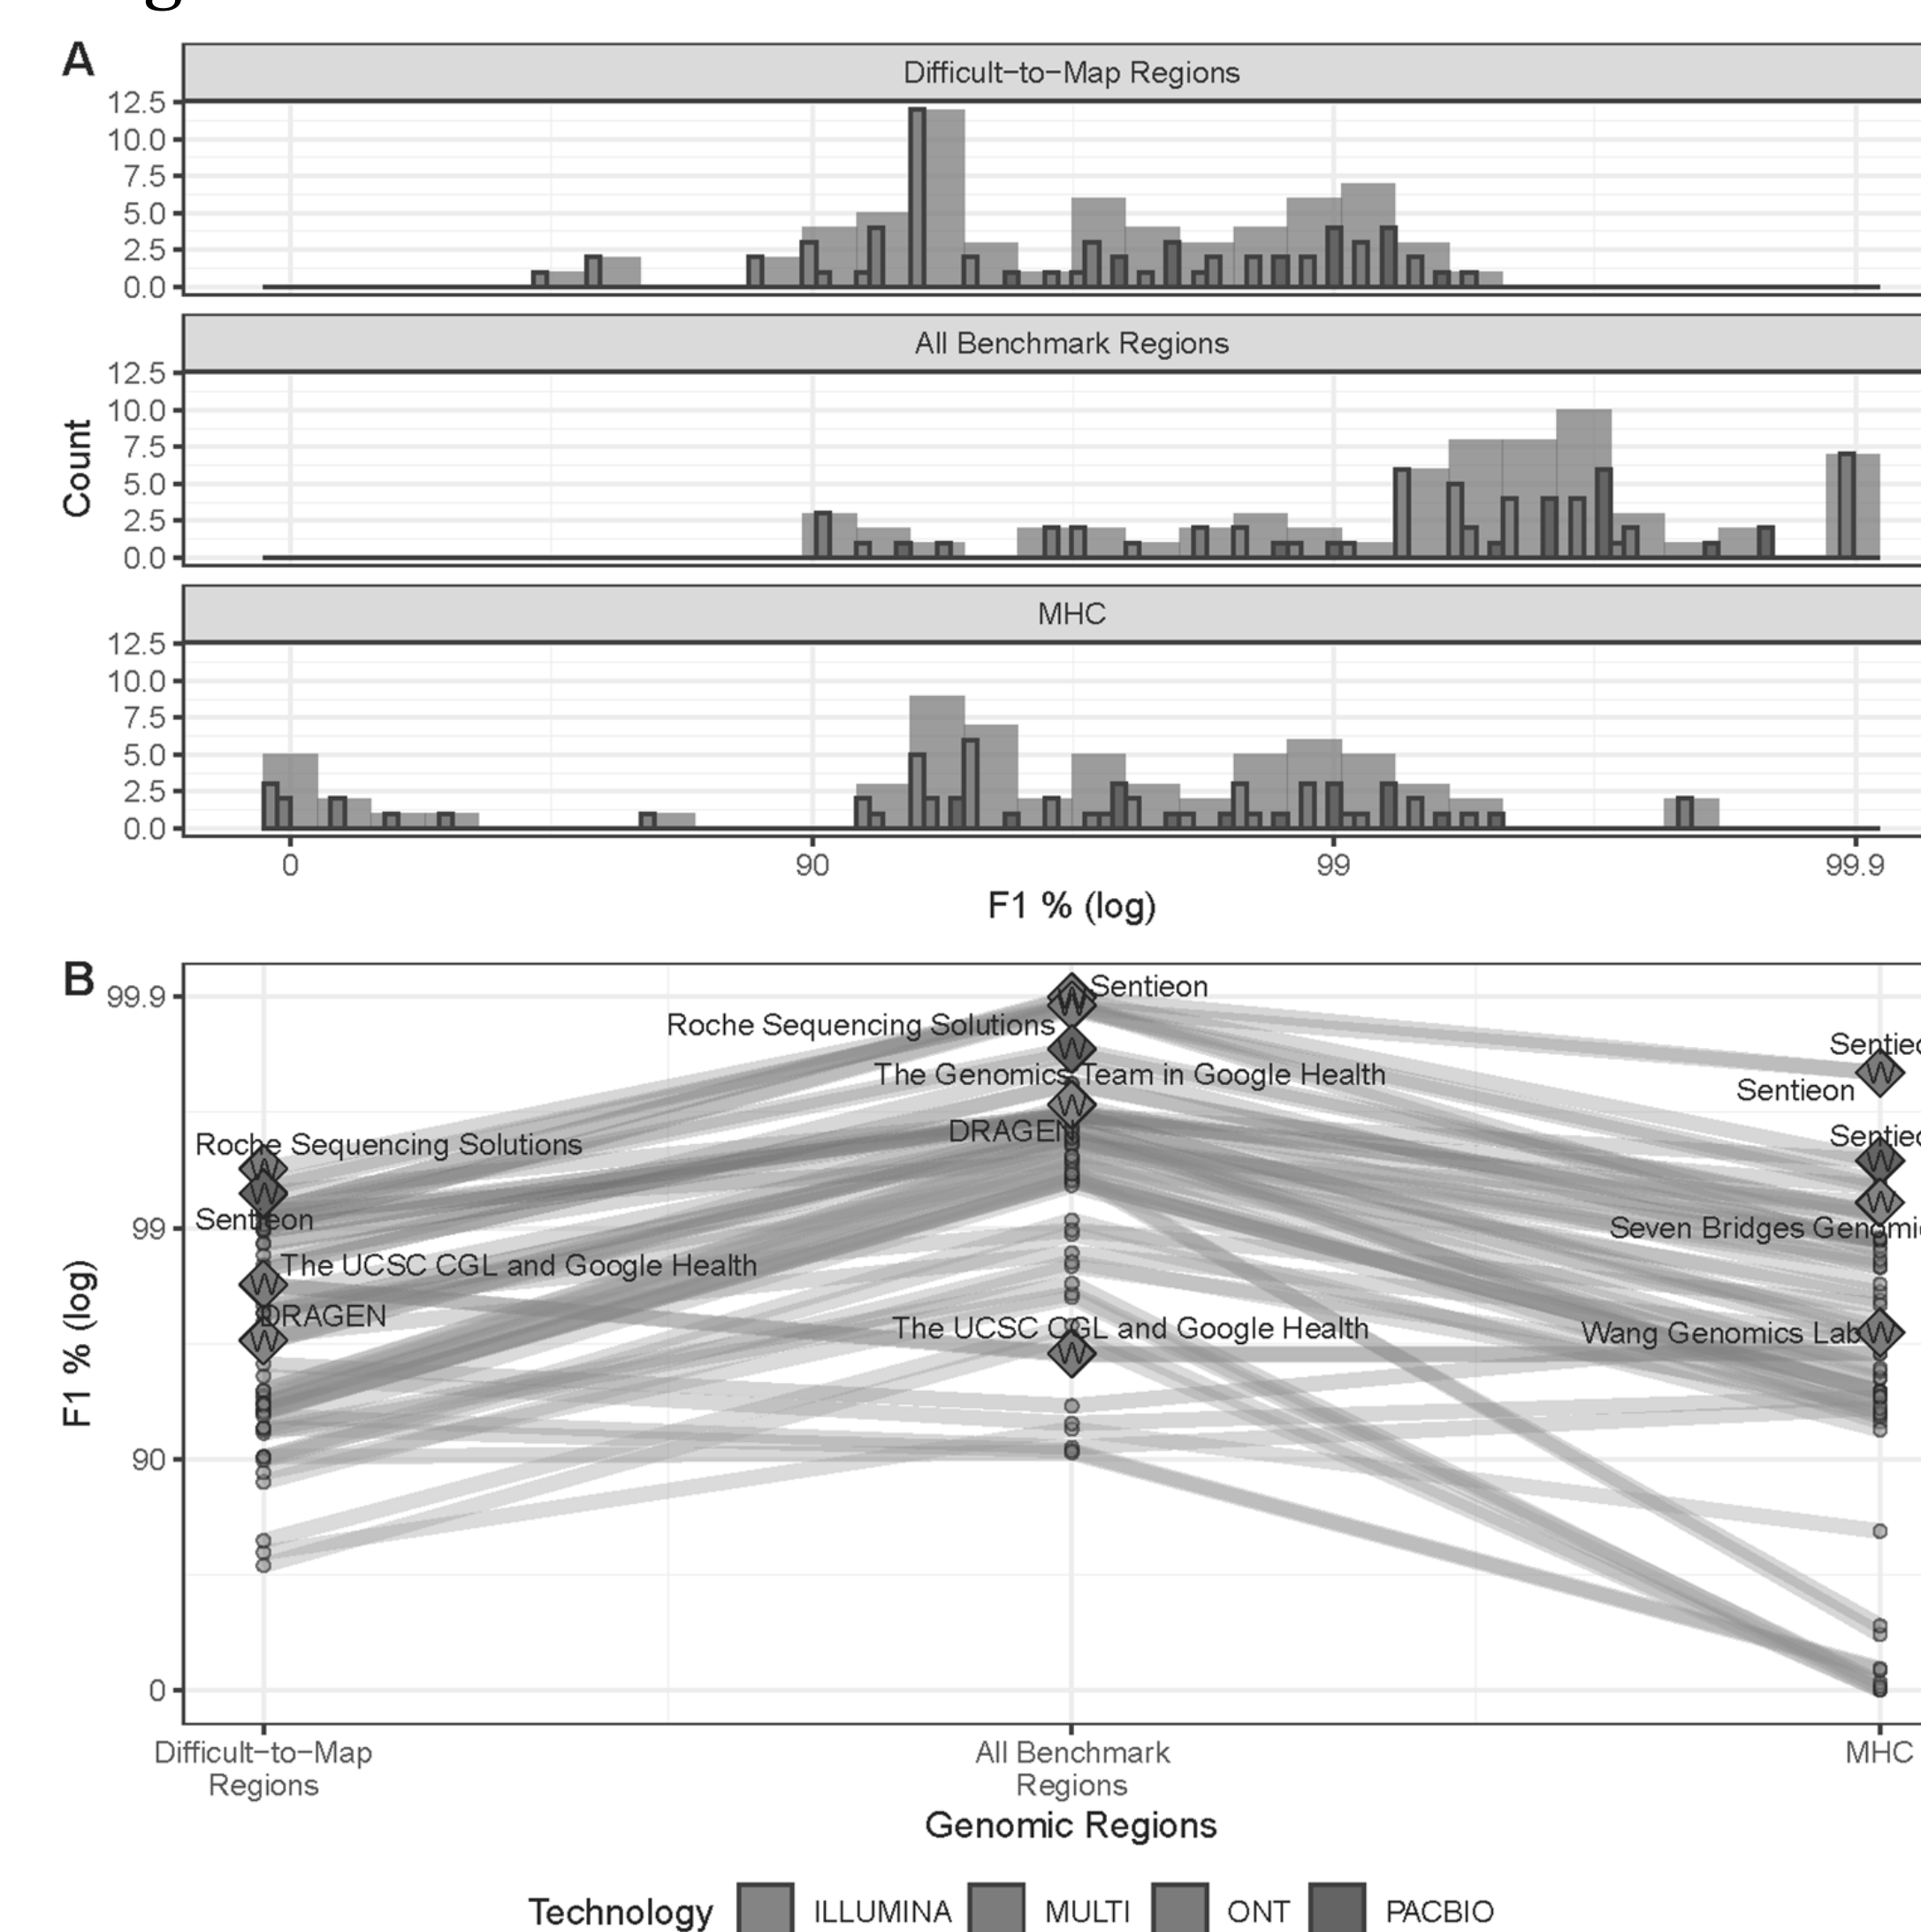 A
Difficult-to-Map Regions
12.5
10.0
7.5
5.0
2.5
0.0
All Benchmark Regions
12.5
10.0
7.5
5.0
2.5
0.0
Count
MHC
12.5
10.0
7.5
5.0
2.5
0.0
0 90 99 99.9
F1 % (log)
B
99.9
99
90
0
F1 % (log)
Sentieon
Roche Sequencing Solutions
The Genomics Team in Google Health
DRAGEN
Roche Sequencing Solutions
Sentieon
The UCSC CGL and Google Health
DRAGEN
The UCSC CGL and Google Health
Sentieo
Sentieon
Sentieo
Seven Bridges Genomic
Wang Genomics Lab
W W W W W W W W W W W W
Difficult-to-Map
Regions
All Benchmark
Regions
MHC
Genomic Regions
Technology ILLUMINA MULTI ONT PACBIO